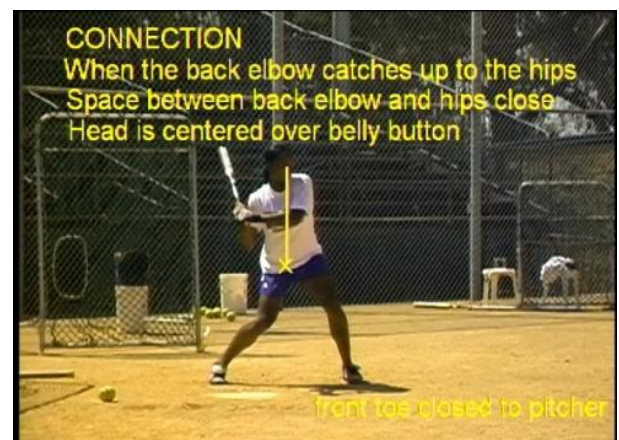 CONNECTION
When the back elbow catches up to the hips
Space between back elbow and hips close
Head is centered over belly button
front toe closed to pitcher